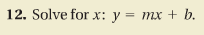 12. Solve for x: y = mx + b.